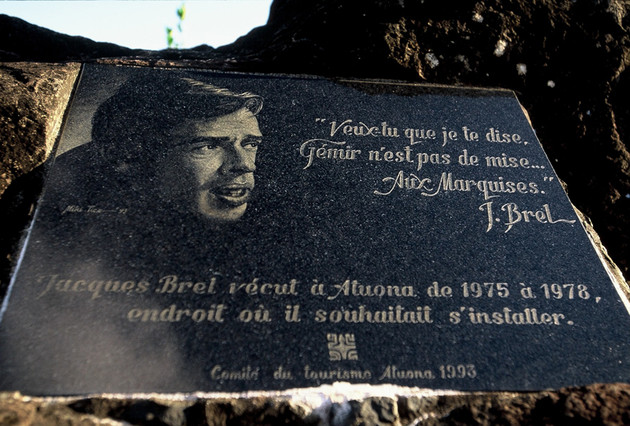 "Veux-tu que je te dise,
Gémir n'est pas de mise...
Aux Marquises."
J. Brel
Jacques Brel vécut à Atuona de 1975 à 1978,
endroit où il souhaitait s'installer.
Comité du tourisme Atuona 1993